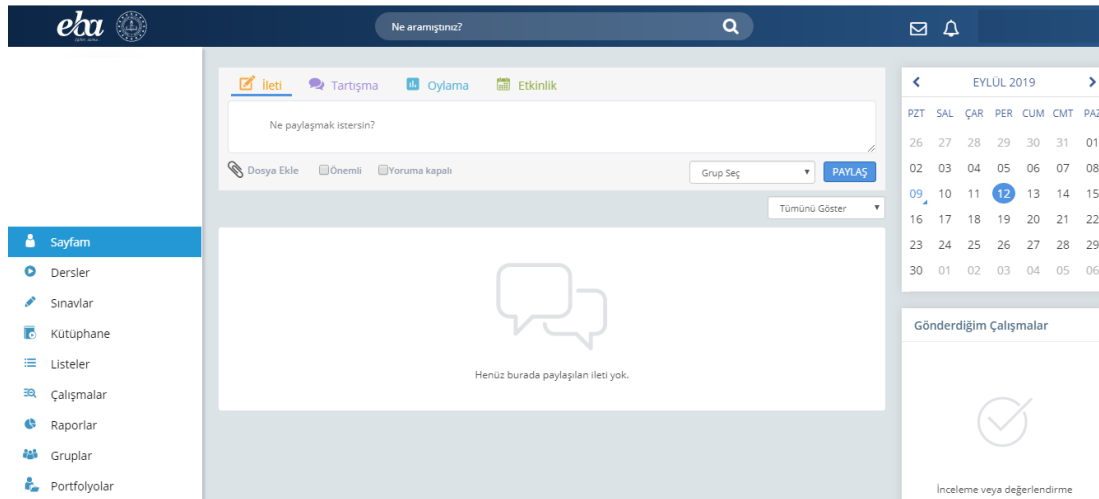 eba
Ne aramıştınız?
İleti Tartışma Oylama Etkinlik
Ne paylaşmak istersin?
Dosya Ekle Önemli Yoruma kapalı Grup Seç PAYLAŞ
Tümünü Göster
Henüz burada paylaşılan ileti yok.
Sayfam
Dersler
Sınavlar
Kütüphane
Listeler
Çalışmalar
Raporlar
Gruplar
Portfolyolar
EYLÜL 2019
PZT SAL ÇAR PER CUM CMT PAZ
26 27 28 29 30 31 01
02 03 04 05 06 07 08
09 10 11 12 13 14 15
16 17 18 19 20 21 22
23 24 25 26 27 28 29
30 01 02 03 04 05 06
Gönderdiğim Çalışmalar
İnceleme veya değerlendirme